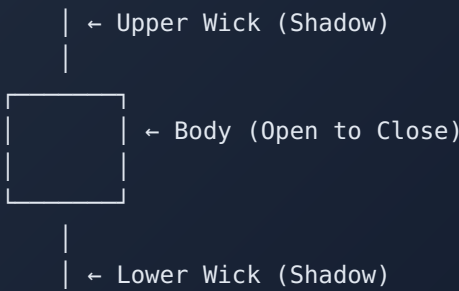 ← Upper Wick (Shadow)
← Body (Open to Close)
← Lower Wick (Shadow)